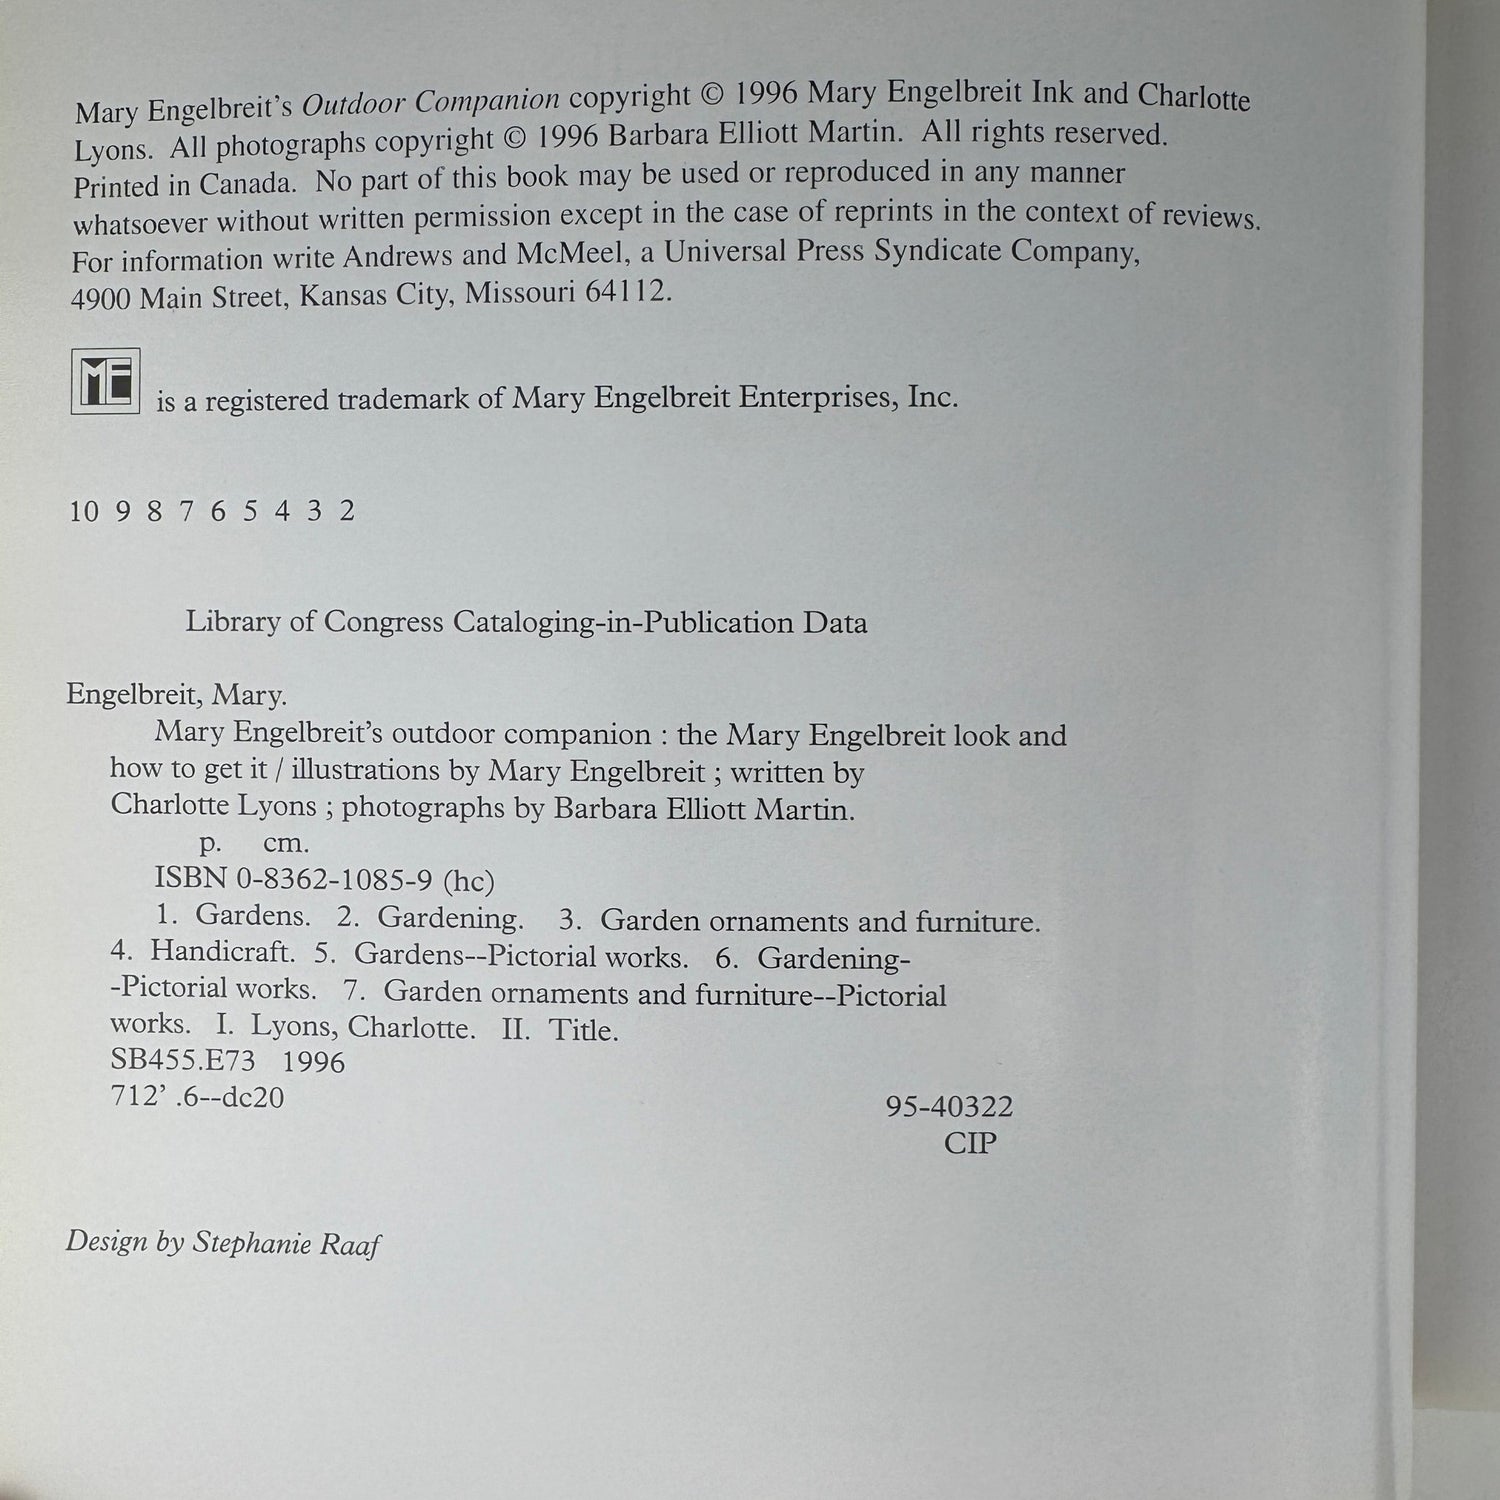 Mary Engelbreit's Outdoor Companion copyright © 1996 Mary Engelbreit Ink and Charlotte
Lyons. All photographs copyright © 1996 Barbara Elliott Martin. All rights reserved.
Printed in Canada. No part of this book may be used or reproduced in any manner
whatsoever without written permission except in the case of reprints in the context of reviews.
For information write Andrews and McMeel, a Universal Press Syndicate Company,
4900 Main Street, Kansas City, Missouri 64112.
ME is a registered trademark of Mary Engelbreit Enterprises, Inc.
10 9 8 7 6 5 4 3 2
Library of Congress Cataloging-in-Publication Data
Engelbreit, Mary.
Mary Engelbreit's outdoor companion : the Mary Engelbreit look and
how to get it / illustrations by Mary Engelbreit ; written by
Charlotte Lyons ; photographs by Barbara Elliott Martin.
p. cm.
ISBN 0-8362-1085-9 (hc)
1. Gardens. 2. Gardening. 3. Garden ornaments and furniture.
4. Handicraft. 5. Gardens--Pictorial works. 6. Gardening-
-Pictorial works. 7. Garden ornaments and furniture--Pictorial
works. I. Lyons, Charlotte. II. Title.
SB455.E73 1996
712' .6--dc20
95-40322
CIP
Design by Stephanie Raaf